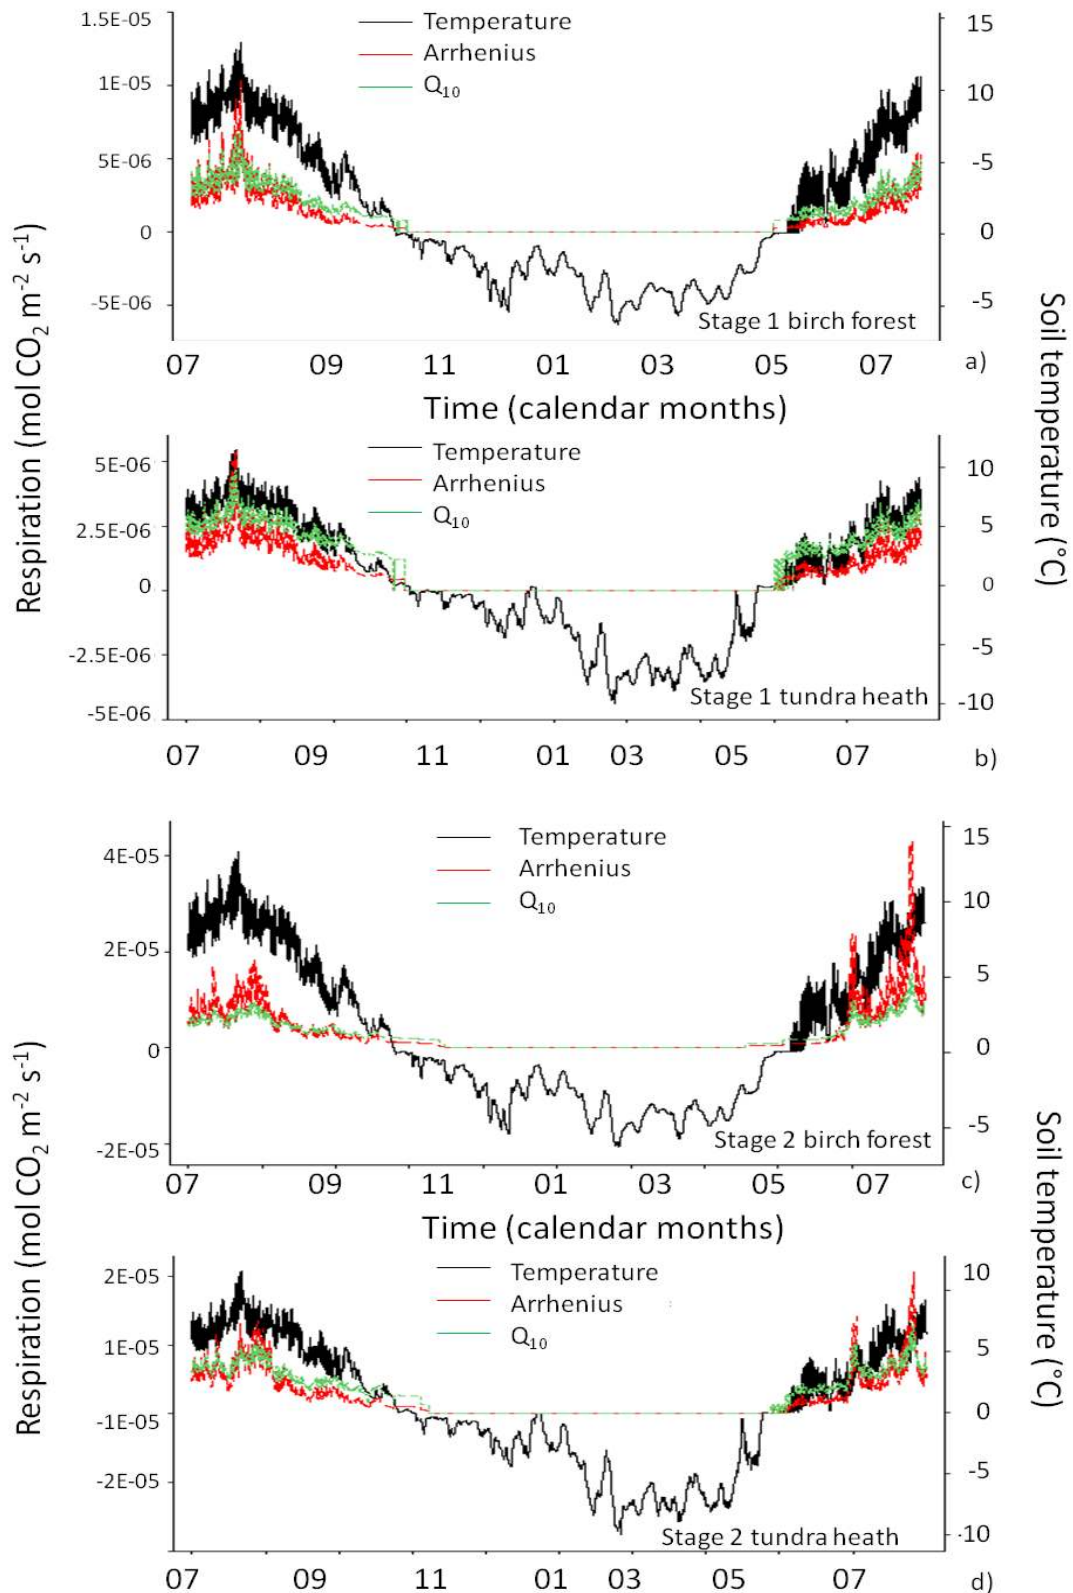 1.5E-05
1E-05
5E-06
0
-5E-06
Temperature
Arrhenius
Q10
15
10
-5
0
-5
Stage 1 birch forest
07 09 11 01 03 05 07 a)
Time (calendar months)
5E-06
2.5E-06
0
-2.5E-06
-5E-06
Temperature
Arrhenius
Q10
10
5
0
-5
-10
Stage 1 tundra heath
07 09 11 01 03 05 07 b)
Respiration (mol CO2 m-2 s-1)
Soil temperature (°C)
4E-05
2E-05
0
-2E-05
Temperature
Arrhenius
Q10
15
10
5
0
-5
Stage 2 birch forest
07 09 11 01 03 05 07 c)
Time (calendar months)
2E-05
1E-05
-1E-05
-2E-05
Temperature
Arrhenius
Q10
10
5
0
-5
-10
Stage 2 tundra heath
07 09 11 01 03 05 07 d)
Respiration (mol CO2 m-2 s-1)
Soil temperature (°C)